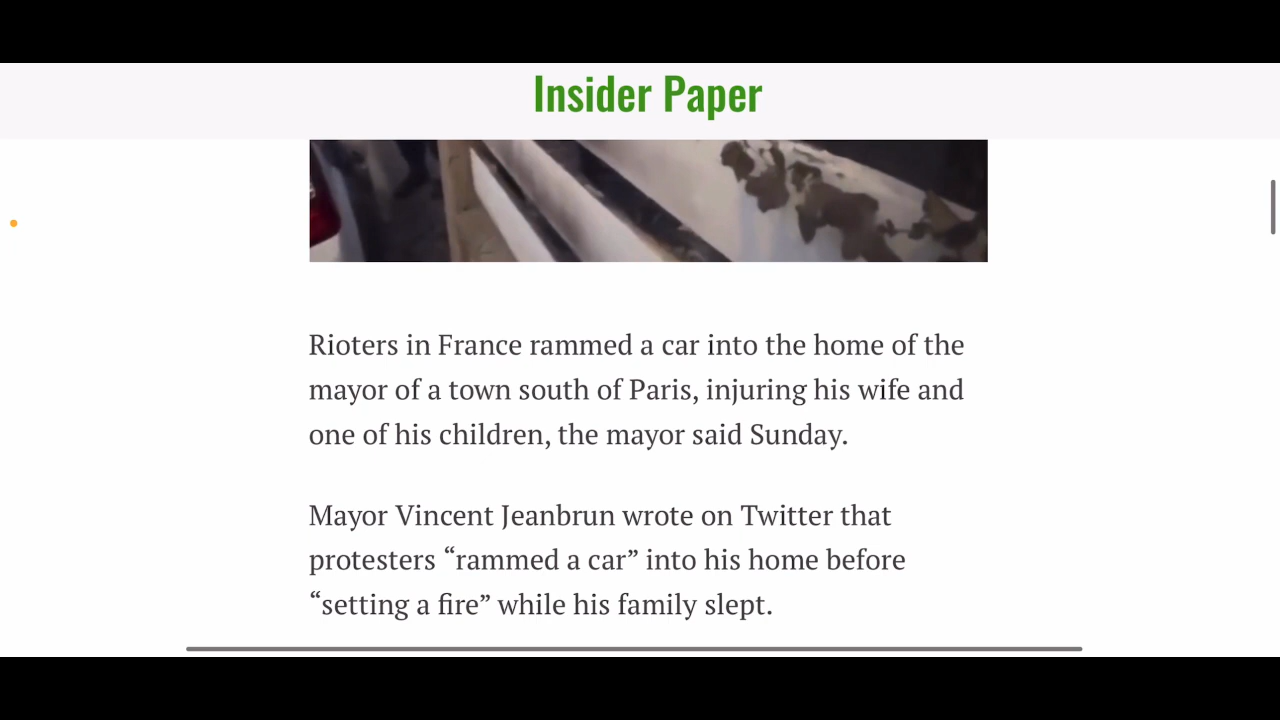 Insider Paper
Rioters in France rammed a car into the home of the
mayor of a town south of Paris, injuring his wife and
one of his children, the mayor said Sunday.
Mayor Vincent Jeanbrun wrote on Twitter that
protesters “rammed a car” into his home before
“setting a fire” while his family slept.